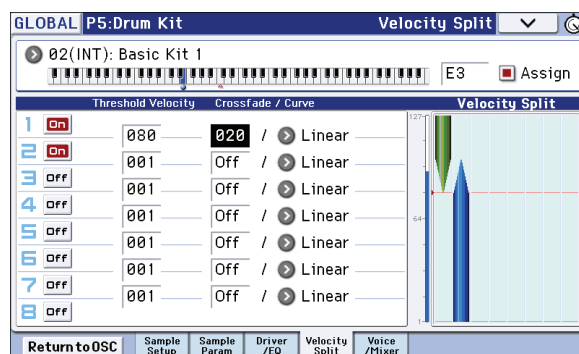 GLOBAL P5:Drum Kit Velocity Split
02(INT): Basic Kit 1
E3 Assign
Threshold Velocity Crossfade / Curve Velocity Split
1 On
080 020 / Linear
2 On
001 Off / Linear
3 Off
001 Off / Linear
4 Off
001 Off / Linear
5 Off
001 Off / Linear
6 Off
001 Off / Linear
7 Off
001 Off / Linear
8 Off
127
64
1
Return to OSC
Sample Setup
Sample Param
Driver /EQ
Velocity Split
Voice /Mixer